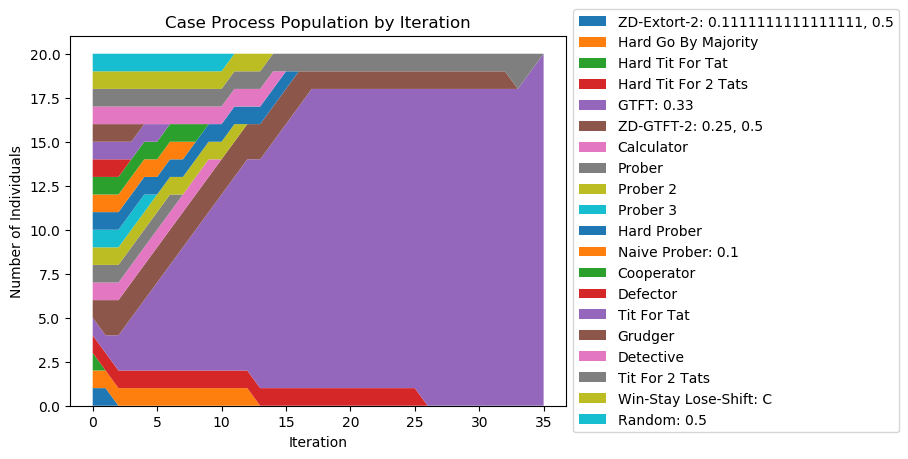 Case Process Population by Iteration
Number of Individuals
20.0
17.5
15.0
12.5
10.0
7.5
5.0
2.5
0.0
0 5 10 15 20 25 30 35
Iteration
ZD-Extort-2: 0.1111111111111111, 0.5
Hard Go By Majority
Hard Tit For Tat
Hard Tit For 2 Tats
GTFT: 0.33
ZD-GTFT-2: 0.25, 0.5
Calculator
Prober
Prober 2
Prober 3
Hard Prober
Naive Prober: 0.1
Cooperator
Defector
Tit For Tat
Grudger
Detective
Tit For 2 Tats
Win-Stay Lose-Shift: C
Random: 0.5